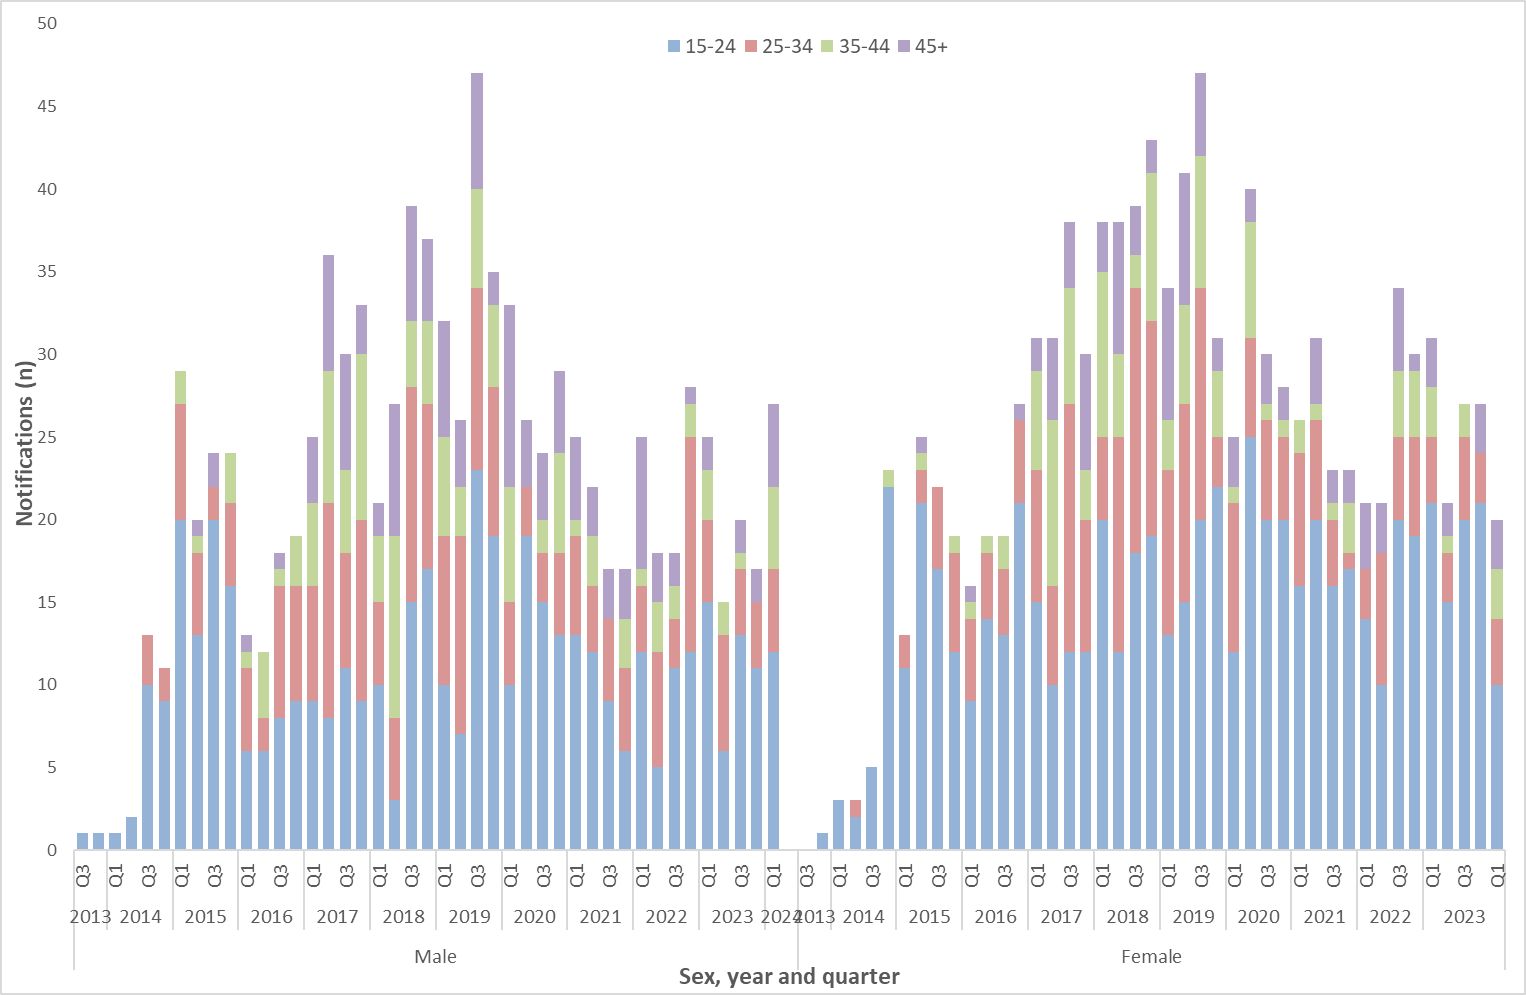 50
15-24 25-34 35-44 45+
45
40
35
30
25
20
15
10
5
0
Notifications (n)
Q3 Q1 Q3 Q1 Q3 Q1 Q3 Q1 Q3 Q1 Q3 Q1 Q3 Q1 Q3 Q1 Q3 Q1 Q3 Q1 Q3 Q1 Q3 Q1 Q3 Q1 Q3 Q1 Q3 Q1 Q3 Q1 Q3 Q1 Q3 Q1 Q3 Q1 Q3 Q1 Q3 Q1 Q3 Q1
2013 2014 2015 2016 2017 2018 2019 2020 2021 2022 2023 2024 2013 2014 2015 2016 2017 2018 2019 2020 2021 2022 2023
Male Female
Sex, year and quarter